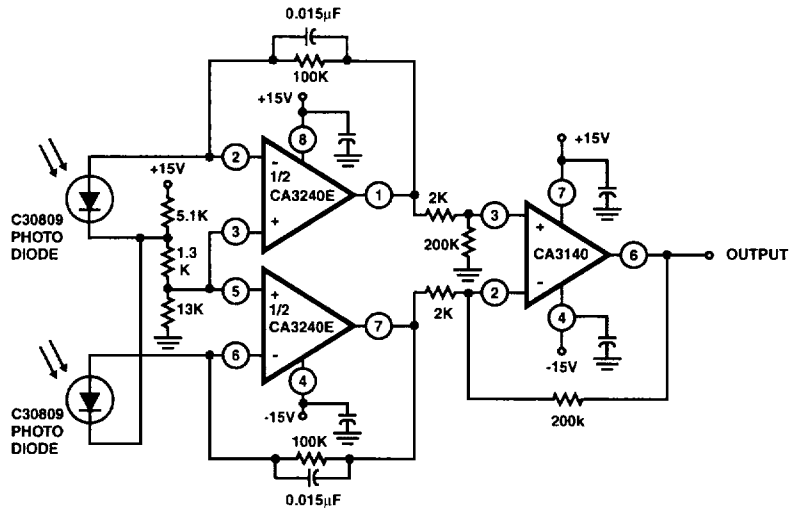 0.015μF
100K
+15V
8
2
-
1/2
CA3240E
1
+
3
+15V
5.1K
C30809
PHOTO
DIODE
1.3
K
13K
5
+
1/2
CA3240E
7
6
-
4
-15V
100K
0.015μF
C30809
PHOTO
DIODE
2K
200K
3
+
CA3140
7
+15V
6
OUTPUT
2K
2
-
4
-15V
200k